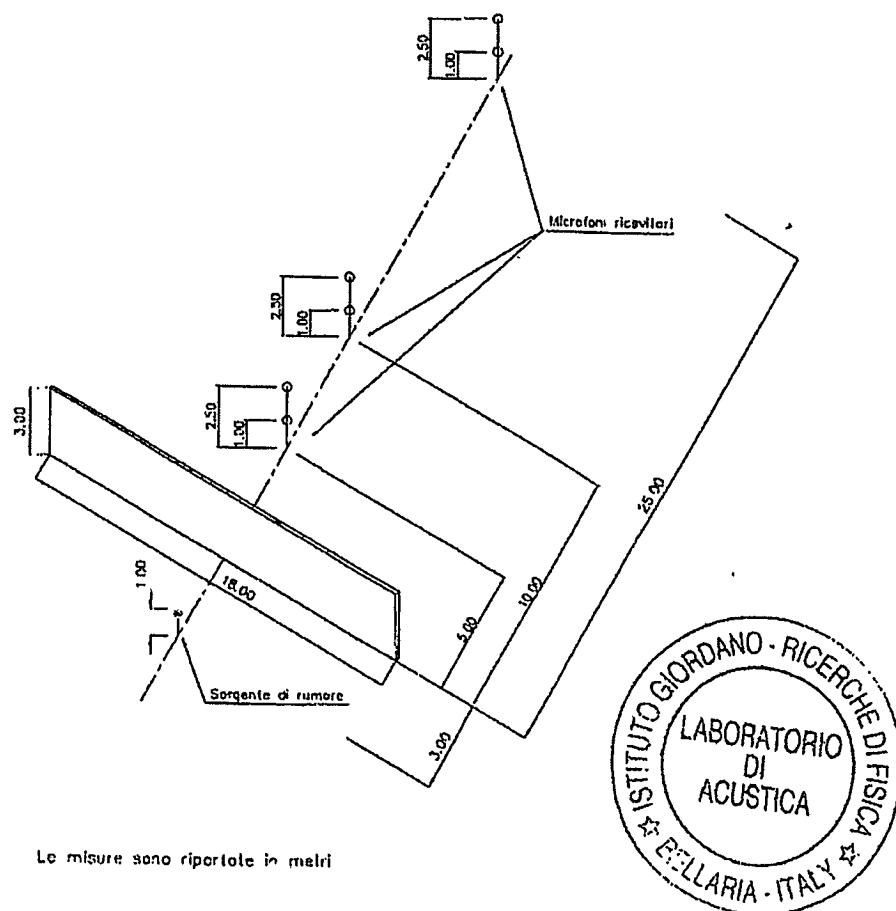 2.50
1.00
Microfoni ricevitori
2.50
1.00
2.50
1.00
3.00
1.00
18.00
25.00
10.00
5.00
3.00
Sorgente di rumore
Le misure sono riportate in metri
☆ ISTITUTO GIORDANO - RICERCHE DI FISICA ☆
BELLARIA - ITALY
LABORATORIO
DI
ACUSTICA